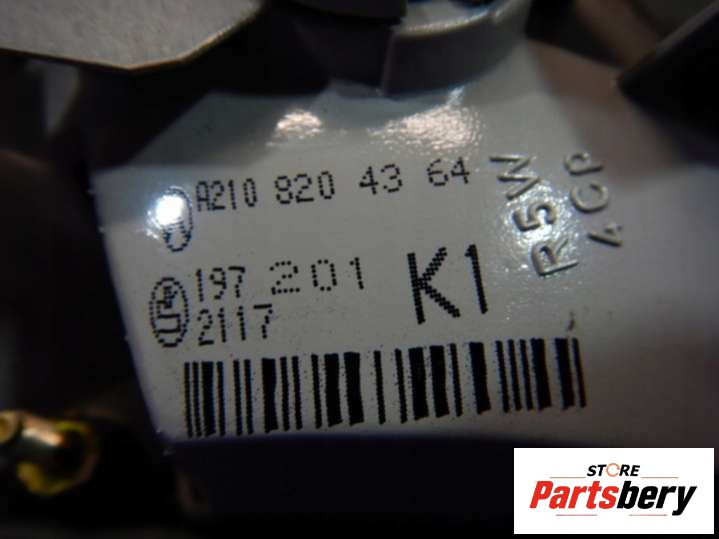 A210 820 43 64
197 201 K1
2117
R5W
4CP
STORE
Partsbery